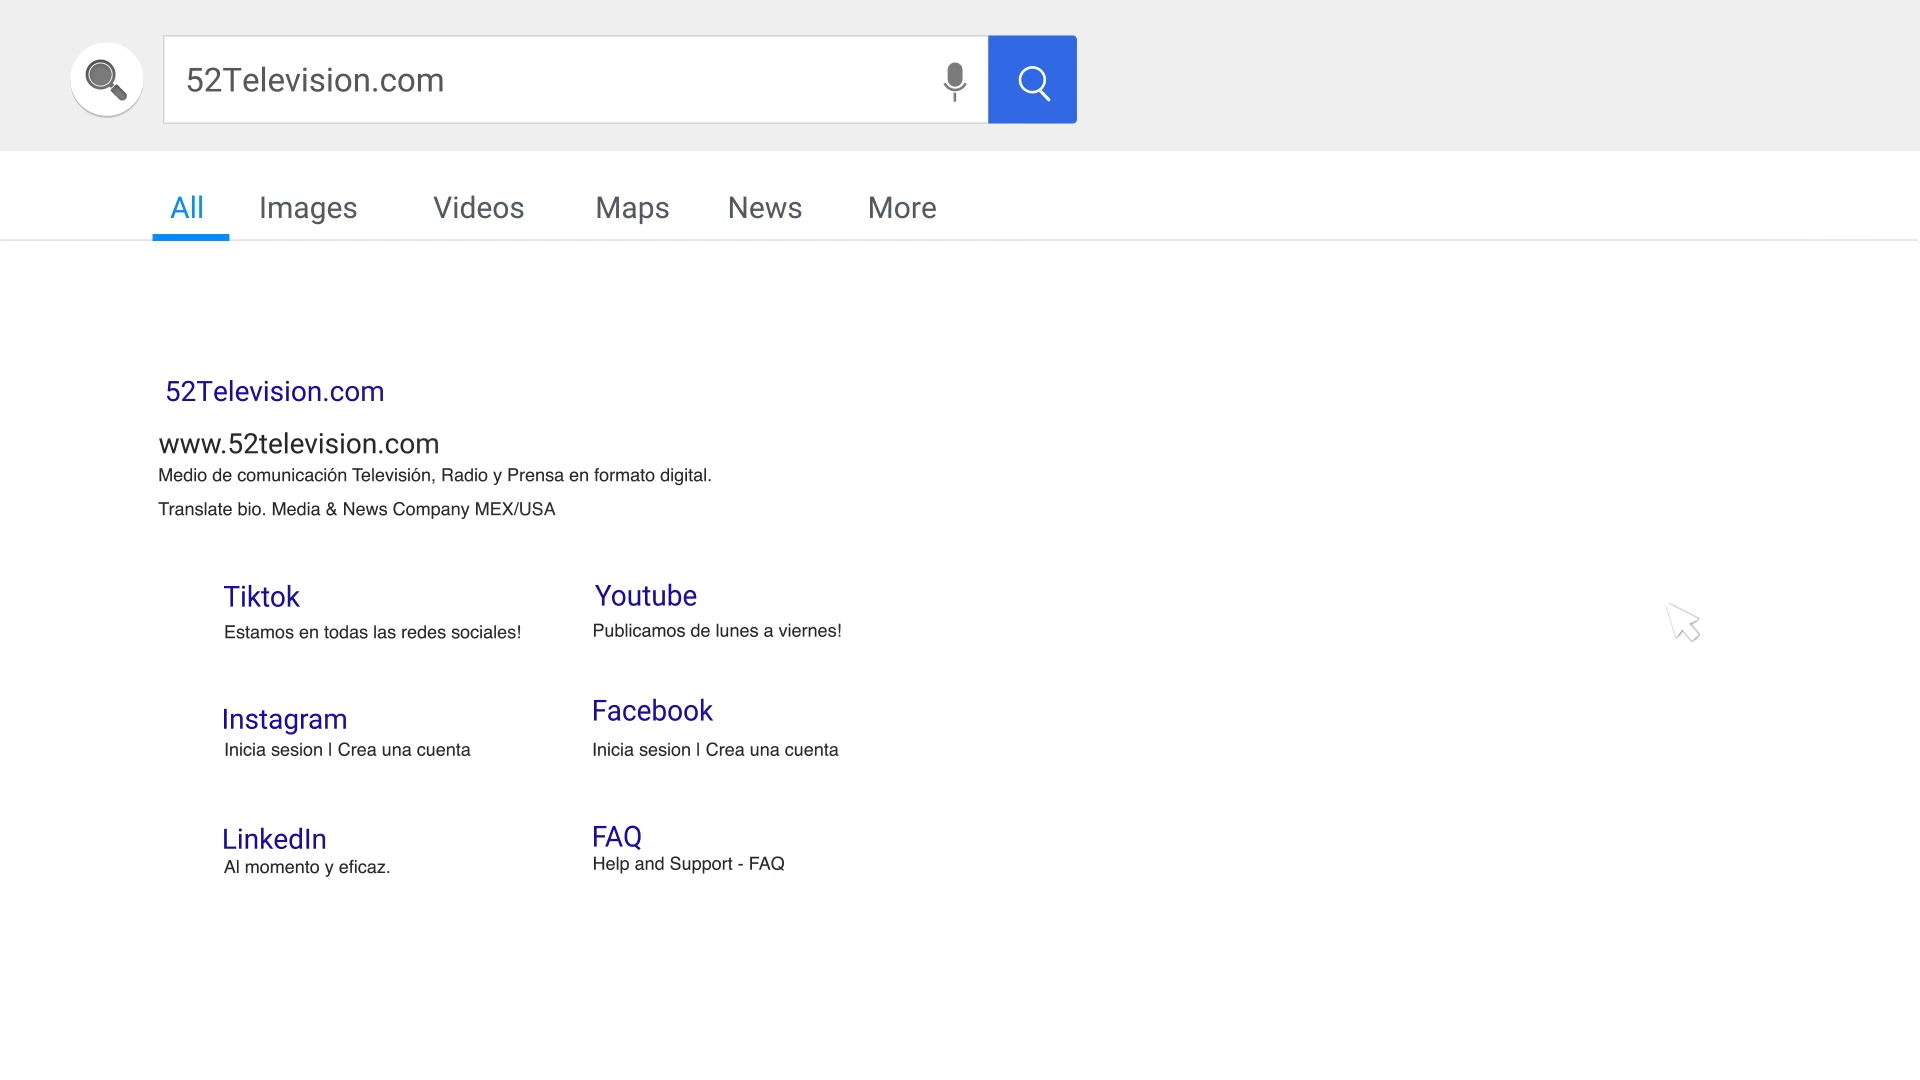 52Television.com
All Images Videos Maps News More
52Television.com
www.52television.com
Medio de comunicación Televisión, Radio y Prensa en formato digital.
Translate bio. Media & News Company MEX/USA
Tiktok
Estamos en todas las redes sociales!
Youtube
Publicamos de lunes a viernes!
Instagram
Inicia sesion | Crea una cuenta
Facebook
Inicia sesion | Crea una cuenta
LinkedIn
Al momento y eficaz.
FAQ
Help and Support - FAQ